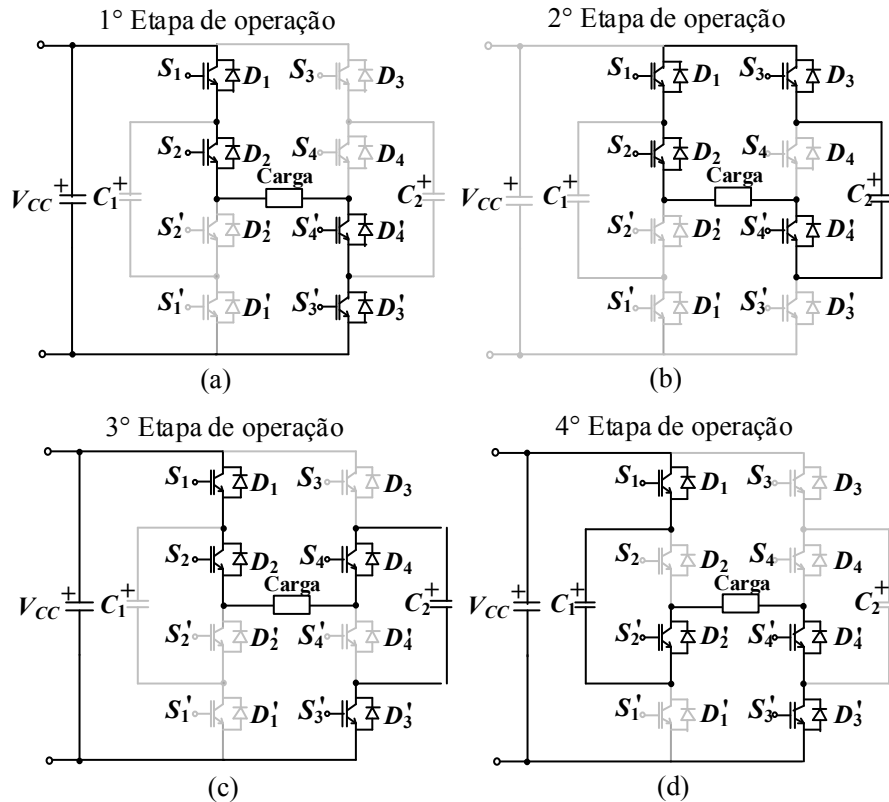 1° Etapa de operação
S1 D1 S3 D3
S2 D2 S4 D4
Carga
VCC + C1 + C2 +
S2' D2' S4' D4'
S1' D1' S3' D3'
(a)
2° Etapa de operação
S1 D1 S3 D3
S2 D2 S4 D4
Carga
VCC + C1 + C2 +
S2' D2' S4' D4'
S1' D1' S3' D3'
(b)
3° Etapa de operação
S1 D1 S3 D3
S2 D2 S4 D4
Carga
VCC + C1 + C2 +
S2' D2' S4' D4'
S1' D1' S3' D3'
(c)
4° Etapa de operação
S1 D1 S3 D3
S2 D2 S4 D4
Carga
VCC + C1 + C2 +
S2' D2' S4' D4'
S1' D1' S3' D3'
(d)